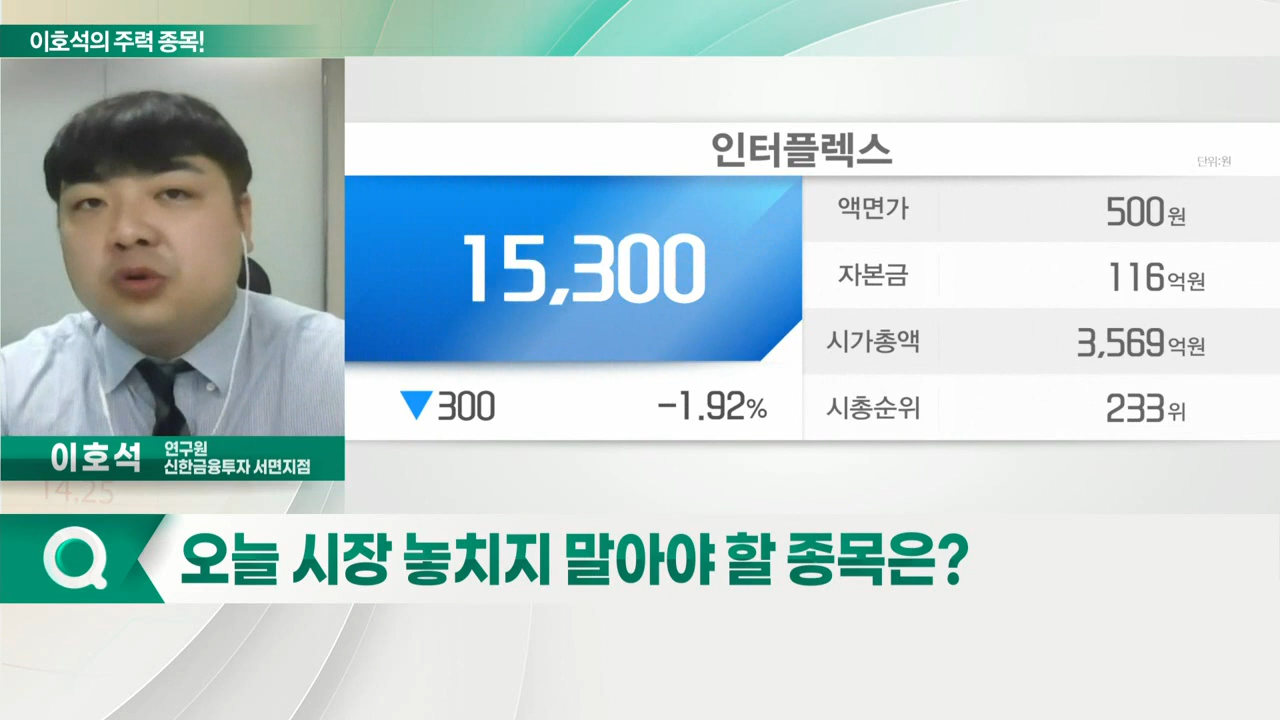 이호석의 주력 종목!
인터플렉스
단위:원
15,300
▼300 -1.92%
액면가 500원
자본금 116억원
시가총액 3,569억원
시총순위 233위
이호석 연구원
신한금융투자 서면지점
14.25
Q 오늘 시장 놓치지 말아야 할 종목은?